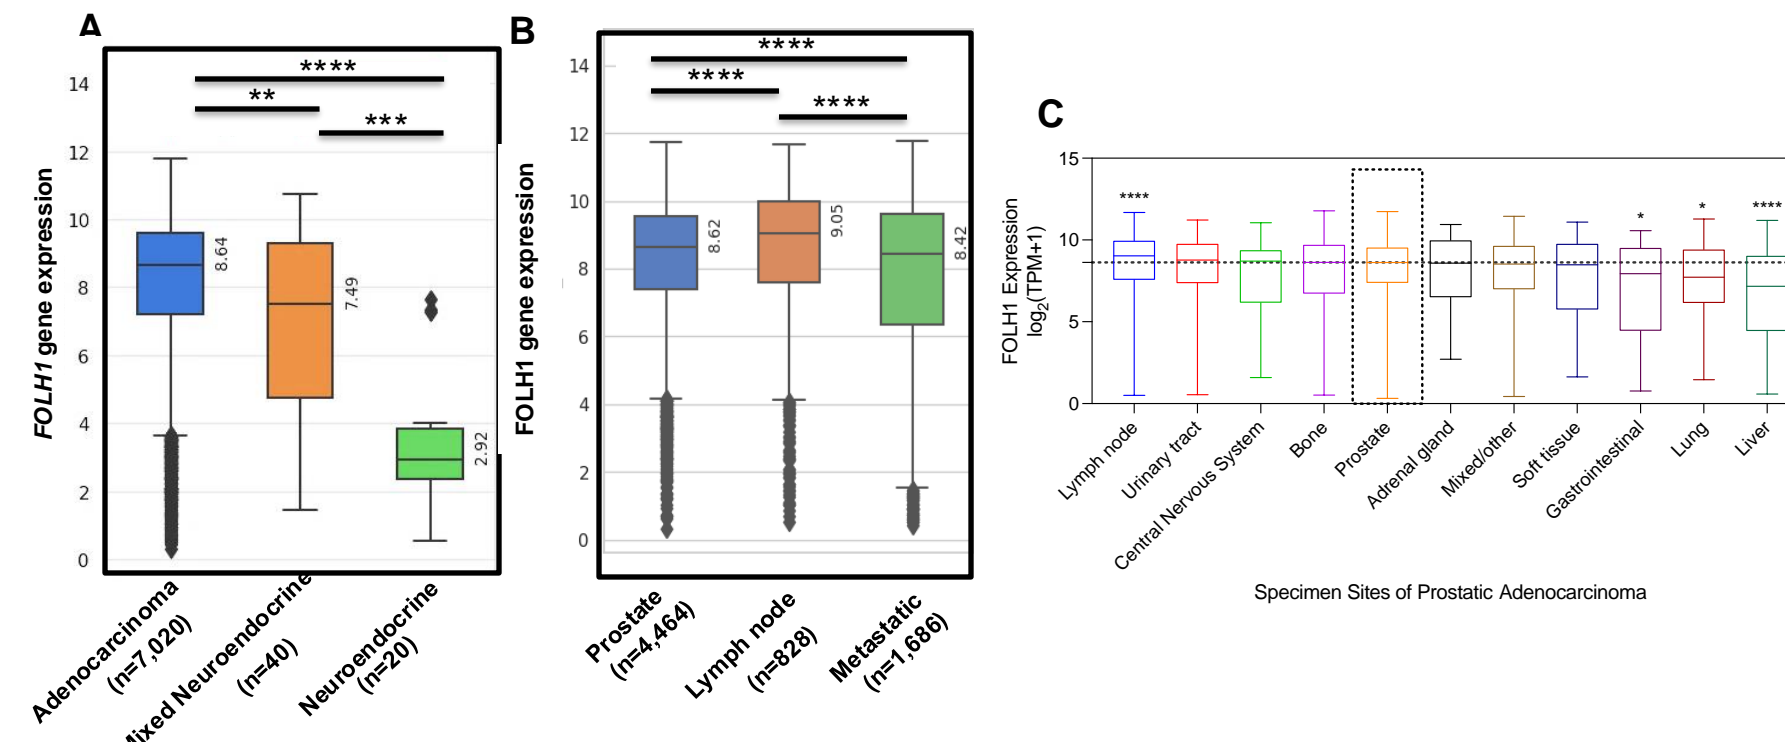 A
FOLH1 gene expression
14
12
10
8
6
4
2
0
****
**
***
8.64
7.49
2.92
Adenocarcinoma
(n=7,020)
Mixed Neuroendocrine
(n=40)
Neuroendocrine
(n=20)
B
FOLH1 gene expression
14
12
10
8
6
4
2
0
****
****
****
8.62
9.05
8.42
Prostate
(n=4,464)
Lymph node
(n=828)
Metastatic
(n=1,686)
C
FOLH1 Expression
log2(TPM+1)
15
10
5
0
****
*
*
****
Lymph node
Urinary tract
Central Nervous System
Bone
Prostate
Adrenal gland
Mixed/other
Soft tissue
Gastrointestinal
Lung
Liver
Specimen Sites of Prostatic Adenocarcinoma